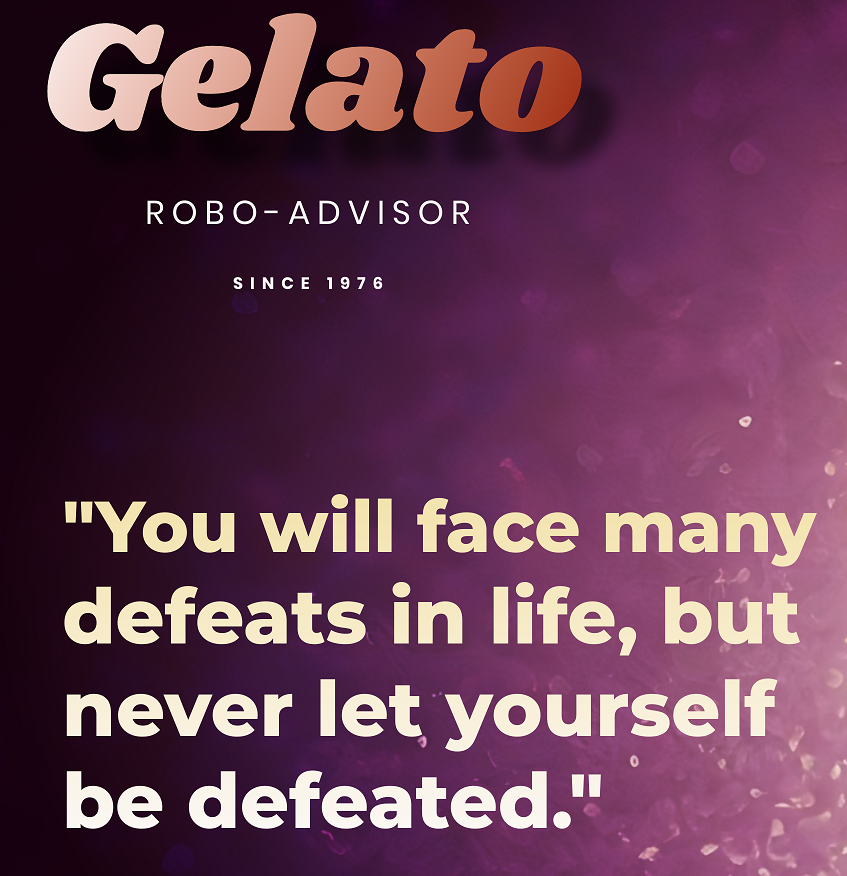 Gelato
ROBO-ADVISOR
SINCE 1976
"You will face many
defeats in life, but
never let yourself
be defeated."